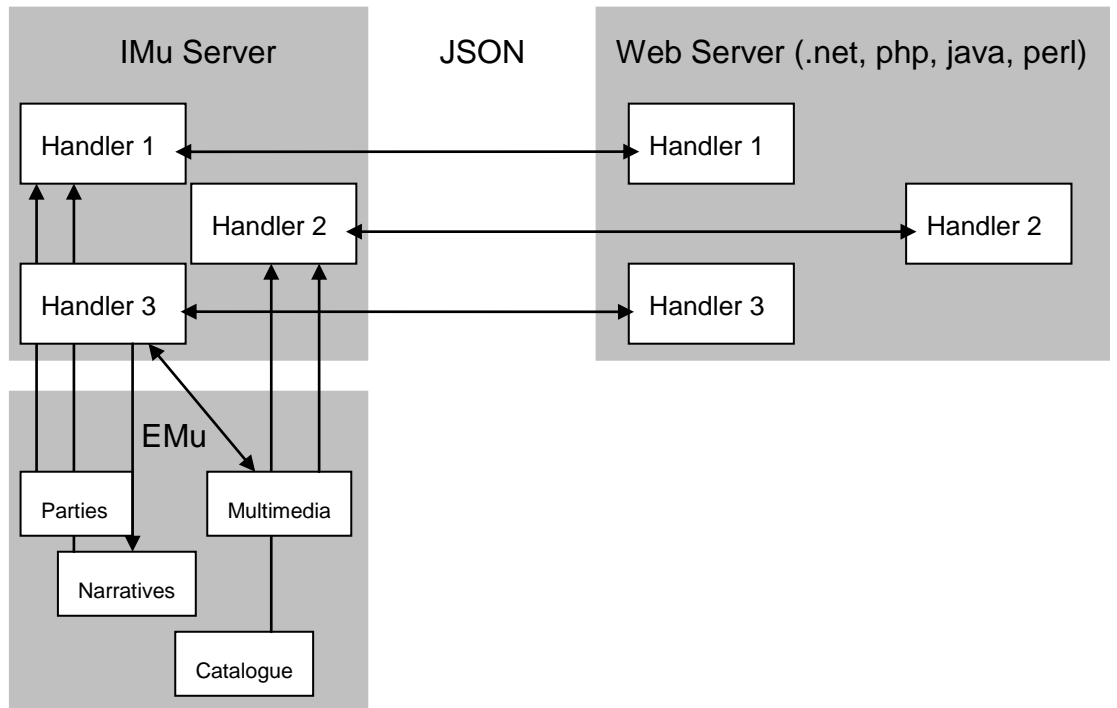 IMu Server
JSON
Web Server (.net, php, java, perl)
Handler 1
Handler 1
Handler 2
Handler 2
Handler 3
Handler 3
EMu
Parties
Multimedia
Narratives
Catalogue